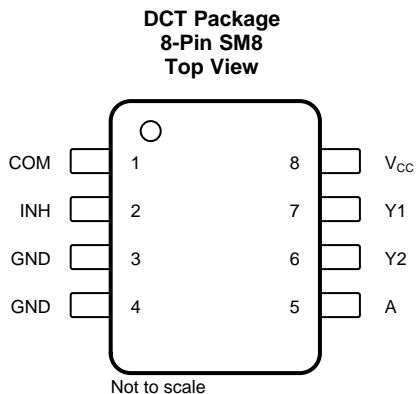 DCT Package
8-Pin SM8
Top View
COM 1 8 VCC
INH 2 7 Y1
GND 3 6 Y2
GND 4 5 A
Not to scale